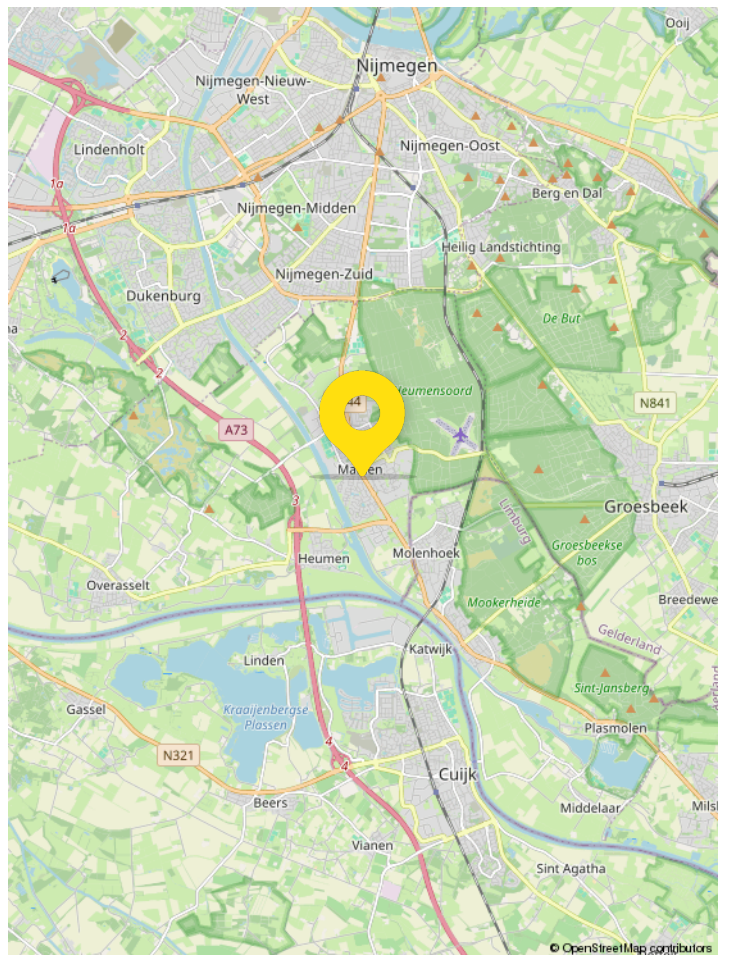 Ooij
Nijmegen
Nijmegen-Nieuw-
West
Lindenholt
Nijmegen-Oost
1a
Berg en Dal
Nijmegen-Midden
1a
Heilig Landstichting
Nijmegen-Zuid
Dukenburg
De But
2
2
44
N841
A73
3
Groesbeek
Limburg
Molenhoek
Groesbeekse
bos
Heumen
Overasselt
Mookerheide
Gelderland
Katwijk
Linden
Sint-Jansberg
Gassel
Kraaijenbergse
Plassen
Plasmolen
4
N321
4
Cuijk
Beers
Middelaar
Vianen
Sint Agatha
© OpenStreetMap contributors